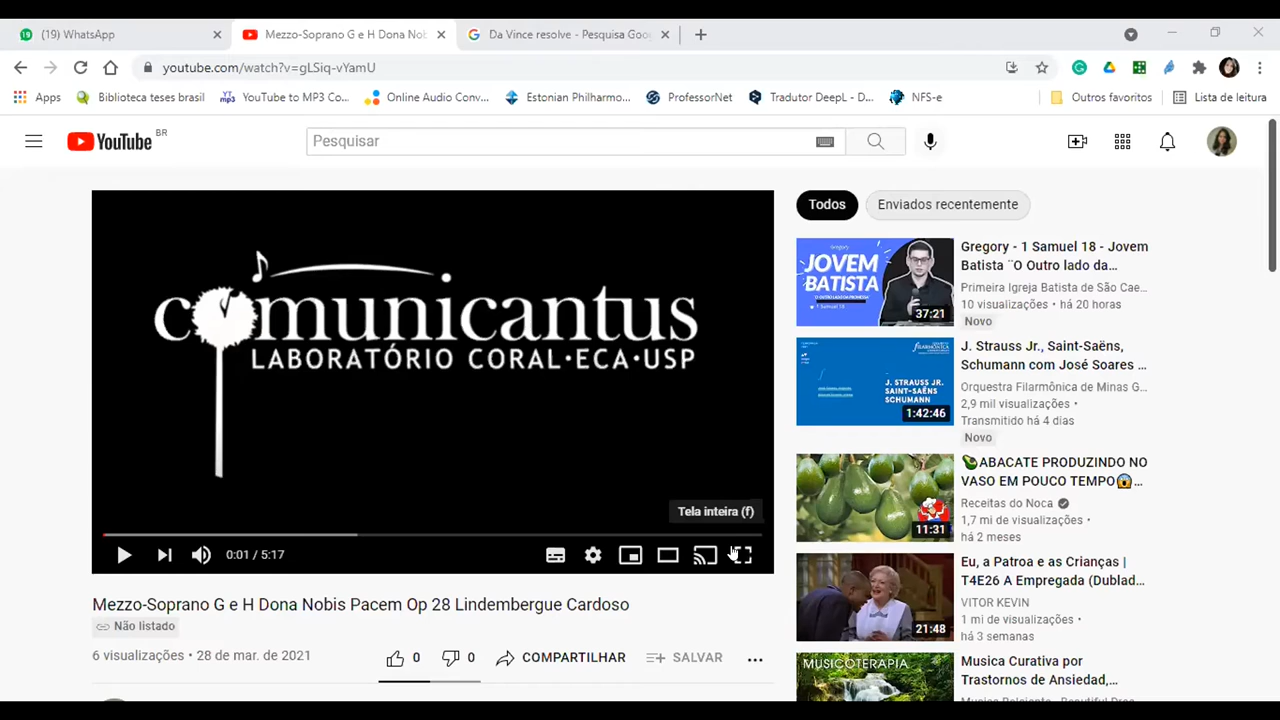 (19) WhatsApp
Mezzo-Soprano G e H Dona Nob
Da Vince resolve - Pesquisa Goo
youtube.com/watch?v=gLSiq-vYamU
Apps
Biblioteca teses brasil
YouTube to MP3 Co...
Online Audio Conv...
Estonian Philharmo...
ProfessorNet
Tradutor DeepL - D...
NFS-e
Outros favoritos
Lista de leitura
YouTube BR
Pesquisar
comunicantus
LABORATÓRIO CORAL·ECA·USP
Tela inteira (f)
0:01 / 5:17
Mezzo-Soprano G e H Dona Nobis Pacem Op 28 Lindembergue Cardoso
Não listado
6 visualizações • 28 de mar. de 2021
0
0
COMPARTILHAR
SALVAR
Todos
Enviados recentemente
Gregory
JOVEM
BATISTA
1 Samuel 18
37:21
Gregory - 1 Samuel 18 - Jovem
Batista ¨O Outro lado da...
Primeira Igreja Batista de São Cae...
10 visualizações • há 20 horas
Novo
FILARMÔNICA
J. STRAUSS JR.
SAINT-SAËNS
SCHUMANN
1:42:46
J. Strauss Jr., Saint-Saëns,
Schumann com José Soares ...
Orquestra Filarmônica de Minas G...
2,9 mil visualizações •
Transmitido há 4 dias
Novo
11:31
🥑ABACATE PRODUZINDO NO
VASO EM POUCO TEMPO😱...
Receitas do Noca
1,7 mi de visualizações •
há 2 meses
21:48
Eu, a Patroa e as Crianças |
T4E26 A Empregada (Dublad...
VITOR KEVIN
1 mi de visualizações •
há 3 semanas
MUSICOTERAPIA
Musica Curativa por
Trastornos de Ansiedad,...